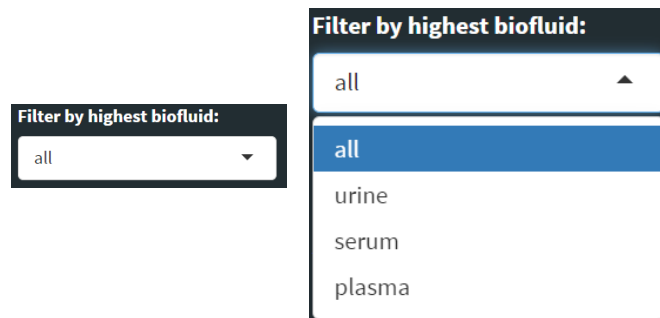 Filter by highest biofluid:
all
Filter by highest biofluid:
all
all
urine
serum
plasma